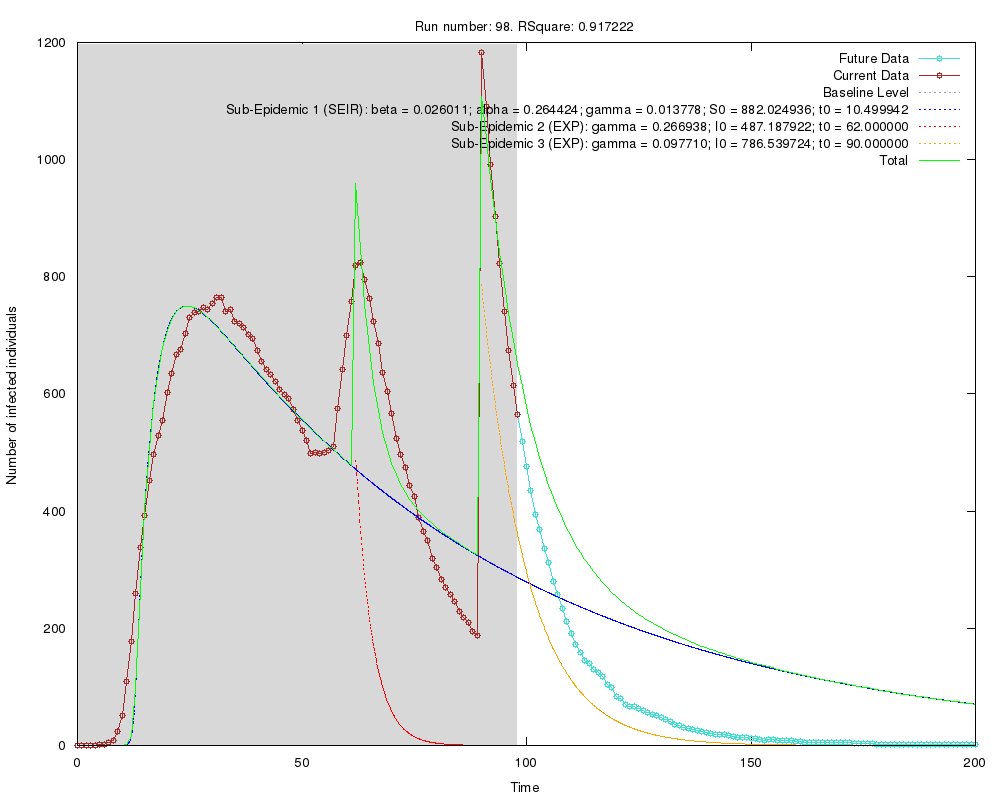 Run number: 98. RSquare: 0.917222
1200
1000
800
600
400
200
0
0
50
100
150
200
Number of infected individuals
Time
Future Data
Current Data
Baseline Level
Sub-Epidemic 1 (SEIR): beta = 0.026011; alpha = 0.264424; gamma = 0.013778; S0 = 882.024936; t0 = 10.499942
Sub-Epidemic 2 (EXP): gamma = 0.266938; I0 = 487.187922; t0 = 62.000000
Sub-Epidemic 3 (EXP): gamma = 0.097710; I0 = 786.539724; t0 = 90.000000
Total